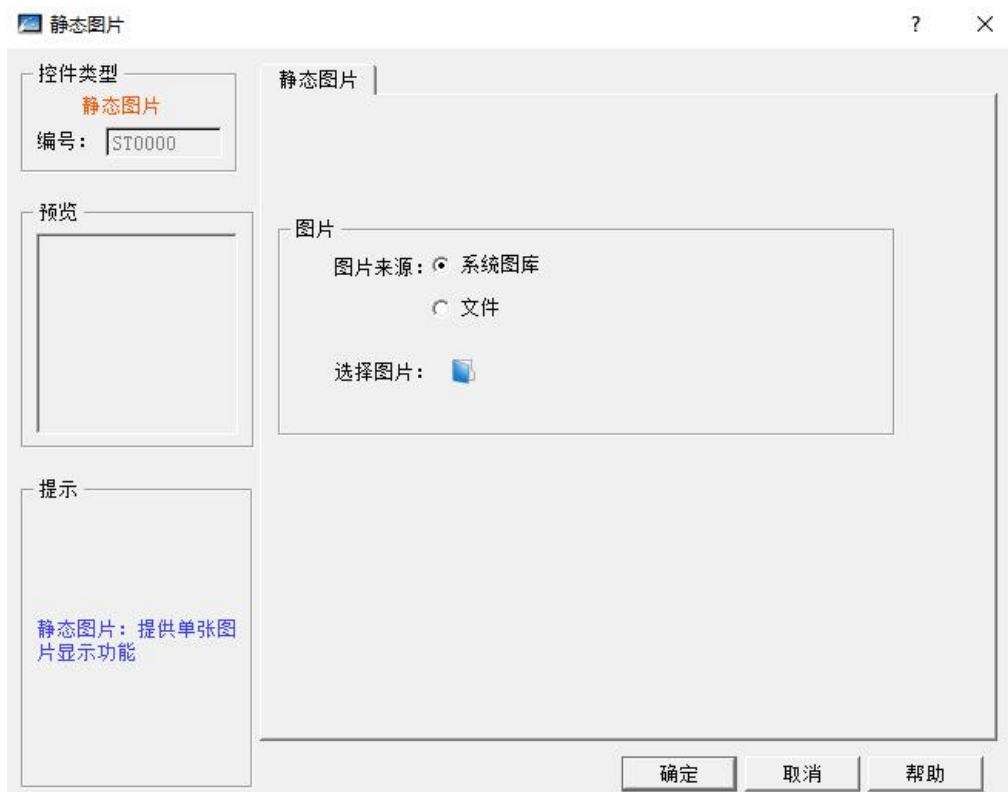 静态图片
?
控件类型
静态图片
编号： ST0000
预览
提示
静态图片：提供单张图
片显示功能
静态图片
图片
图片来源：
系统图库
文件
选择图片：
确定
取消
帮助